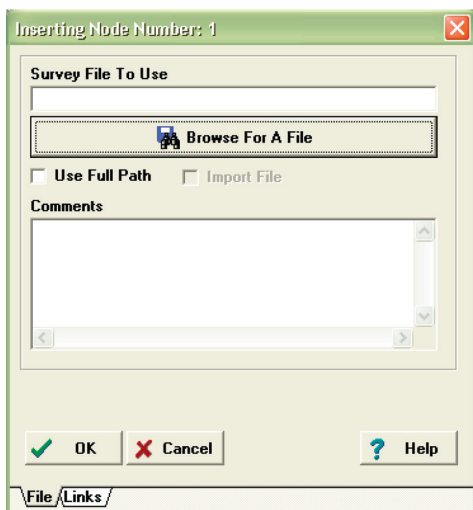 Inserting Node Number: 1
Survey File To Use
Browse For A File
Use Full Path Import File
Comments
OK Cancel Help
File Links